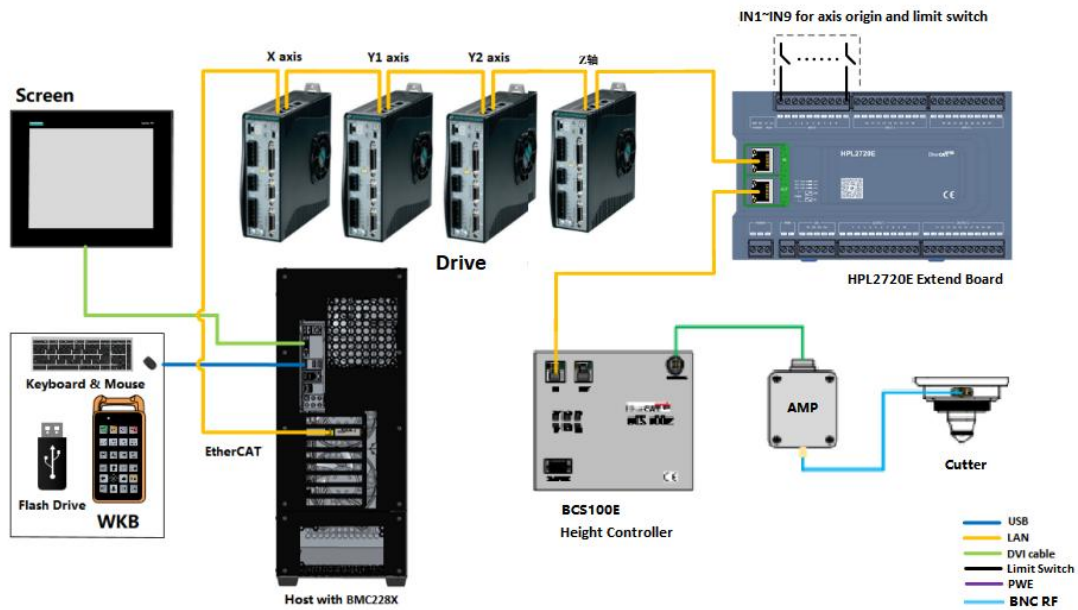 IN1~IN9 for axis origin and limit switch
X axis
Y1 axis
Y2 axis
Z轴
Screen
HPL2720E
Drive
HPL2720E Extend Board
Keyboard & Mouse
AMP
EtherCAT
Flash Drive
WKB
Cutter
BCS100E
Height Controller
Host with BMC228X
USB
LAN
DVI cable
Limit Switch
PWE
BNC RF